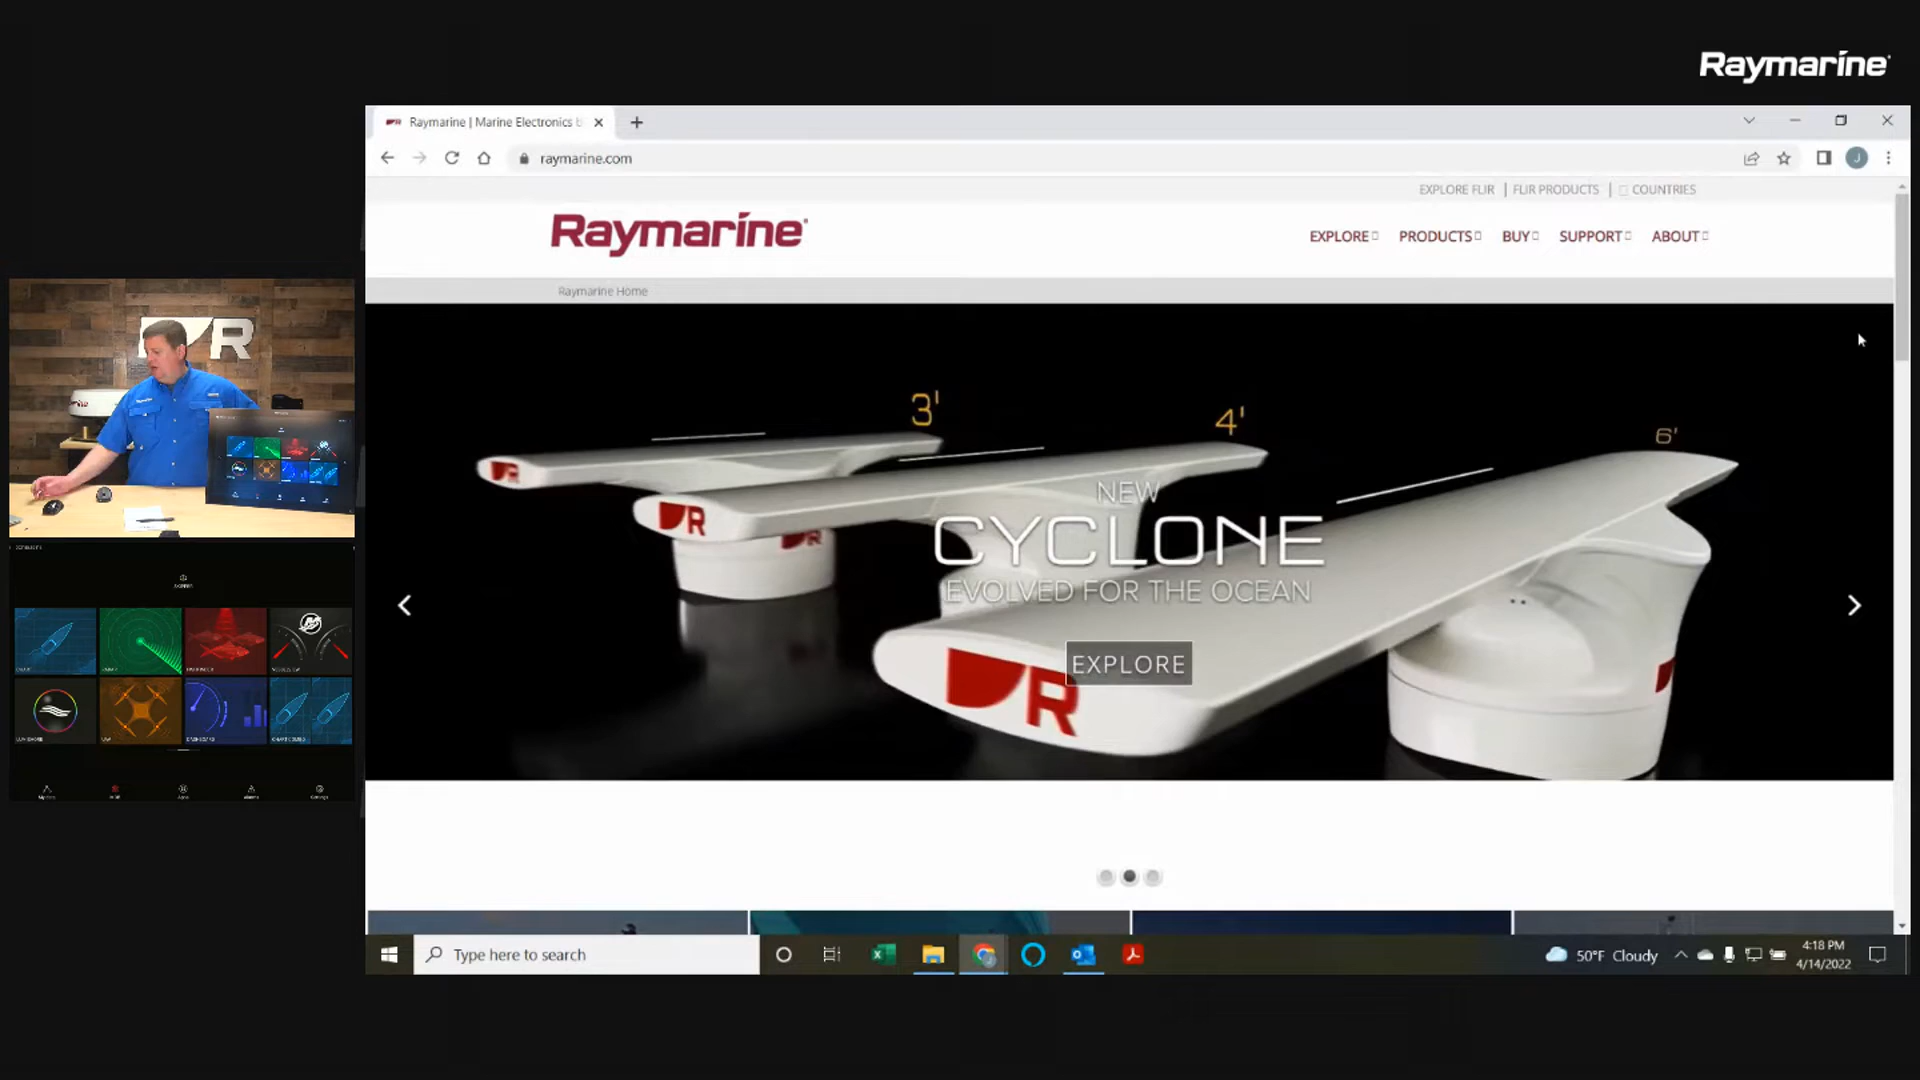 Raymarine
Raymarine | Marine Electronics b
raymarine.com
EXPLORE FLIR | FLIR PRODUCTS | COUNTRIES
Raymarine
EXPLORE PRODUCTS BUY SUPPORT ABOUT
Raymarine Home
3'
4'
6'
R
R
R
R
NEW
CYCLONE
EVOLVED FOR THE OCEAN
EXPLORE
R
Type here to search
50°F Cloudy
4:18 PM
4/14/2022